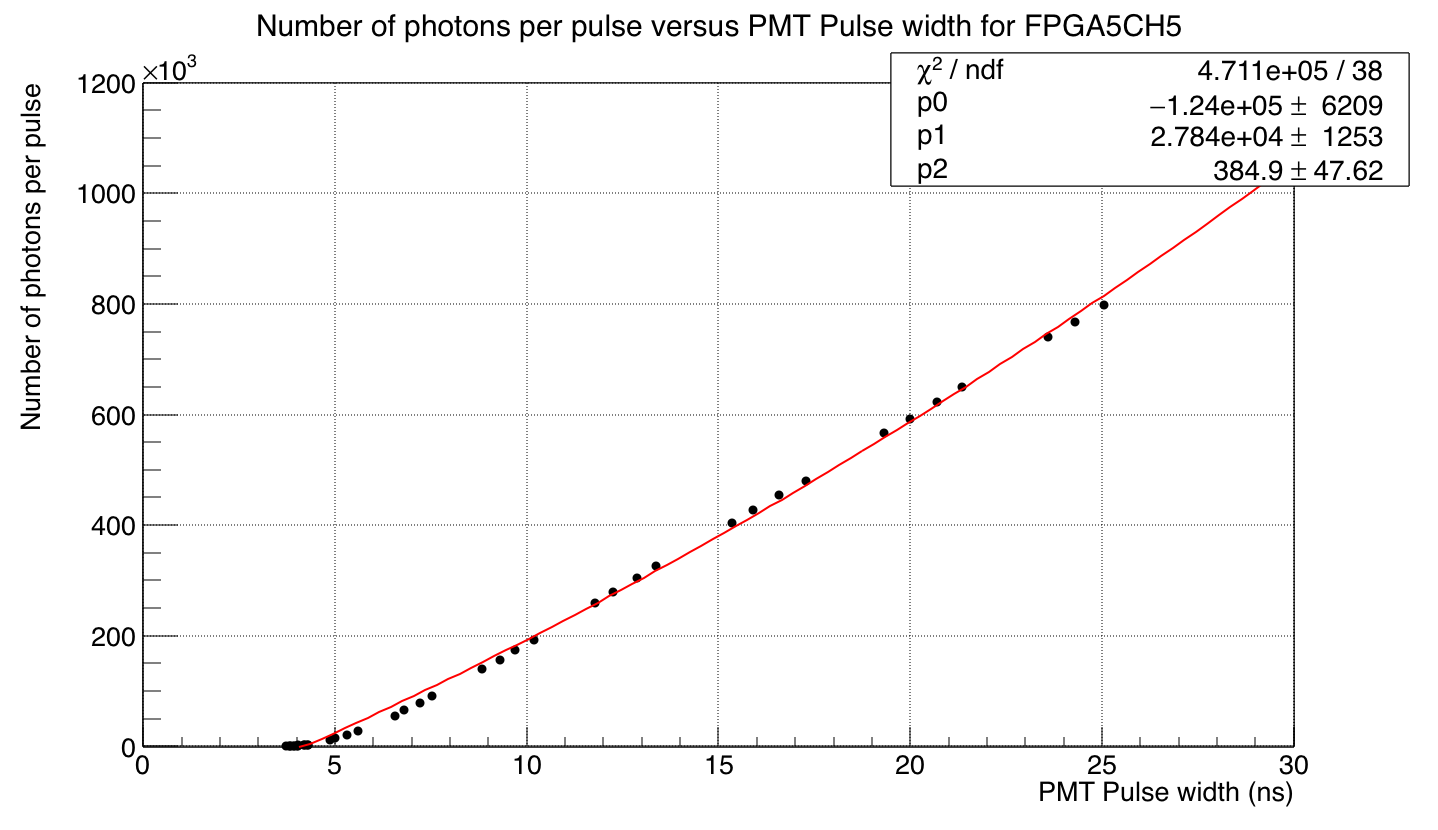 Number of photons per pulse versus PMT Pulse width for FPGA5CH5
×10³
χ² / ndf 4.711e+05 / 38
p0 −1.24e+05 ± 6209
p1 2.784e+04 ± 1253
p2 384.9 ± 47.62
Number of photons per pulse
1200
1000
800
600
400
200
0
0 5 10 15 20 25 30
PMT Pulse width (ns)